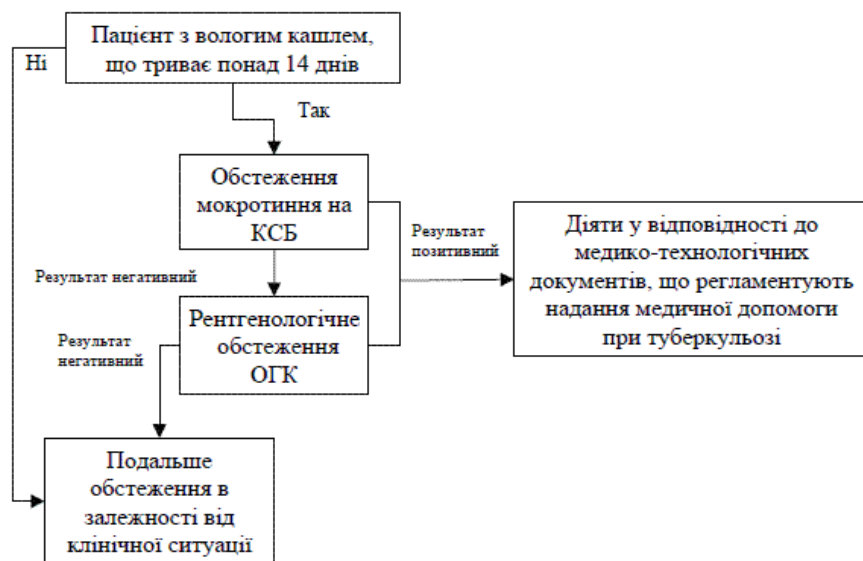 Пацієнт з вологим кашлем,
що триває понад 14 днів
Ні
Так
Обстеження
мокротиння на
КСБ
Результат
позитивний
Діяти у відповідності до
медико-технологічних
документів, що регламентують
надання медичної допомоги
при туберкульозі
Результат негативний
Рентгенологічне
обстеження
ОГК
Результат
негативний
Подальше
обстеження в
залежності від
клінічної ситуації